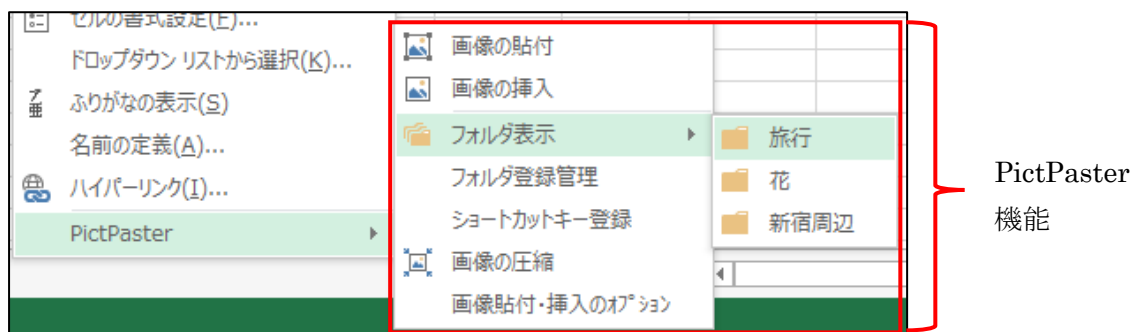 セルの書式設定(F)...
ドロップダウン リストから選択(K)...
ふりがなの表示(S)
名前の定義(A)...
ハイパーリンク(I)...
PictPaster
画像の貼付
画像の挿入
フォルダ表示
フォルダ登録管理
ショートカットキー登録
画像の圧縮
画像貼付・挿入のｵﾌﾟｼｮﾝ
旅行
花
新宿周辺
PictPaster
機能